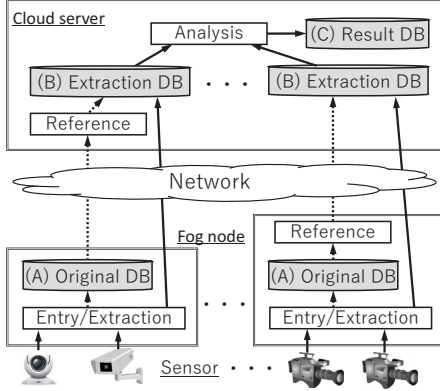 Cloud server
Analysis
(C) Result DB
(B) Extraction DB
. . .
(B) Extraction DB
Reference
Network
Fog node
Reference
(A) Original DB
(A) Original DB
Entry/Extraction
. . .
Entry/Extraction
Sensor . . .